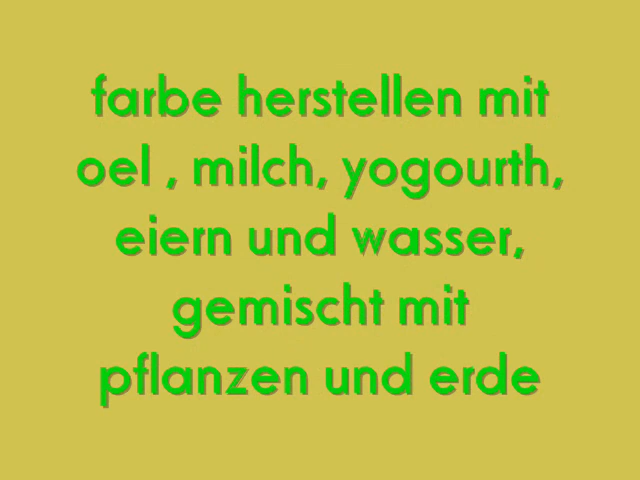 farbe herstellen mit
oel , milch, yogourth,
eiern und wasser,
gemischt mit
pflanzen und erde